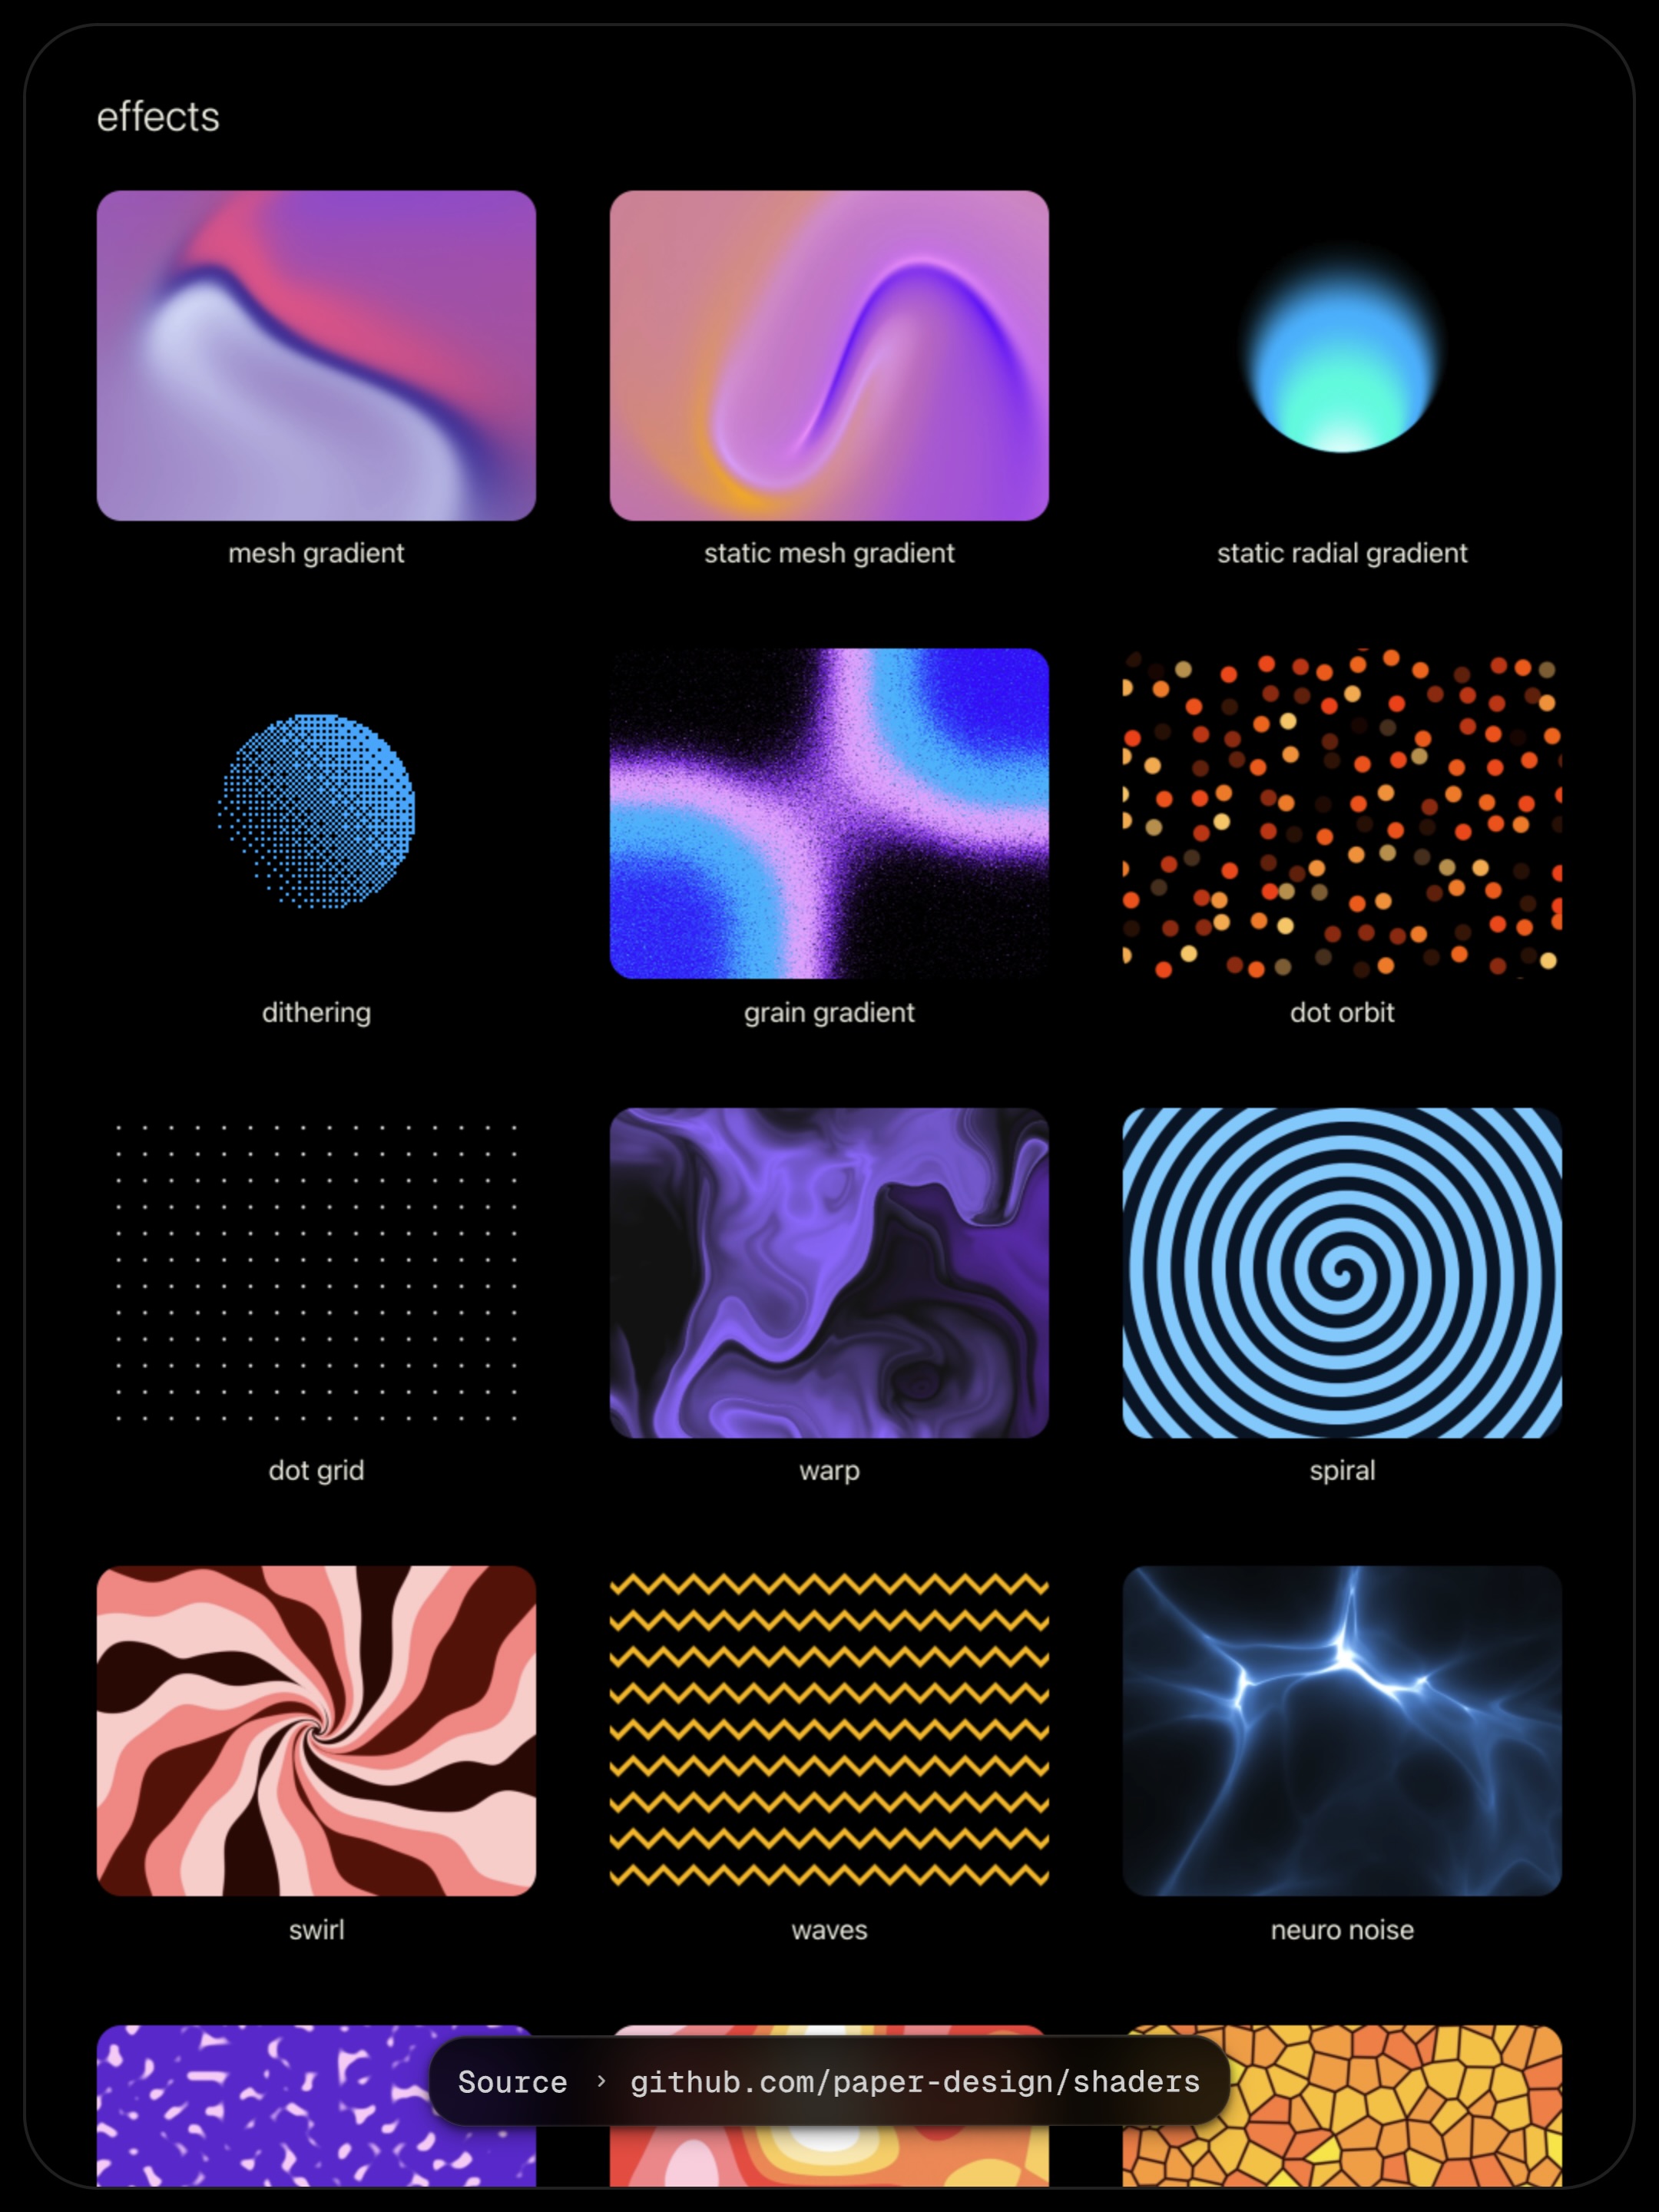 effects
mesh gradient
static mesh gradient
static radial gradient
dithering
grain gradient
dot orbit
dot grid
warp
spiral
swirl
waves
neuro noise
Source › github.com/paper-design/shaders